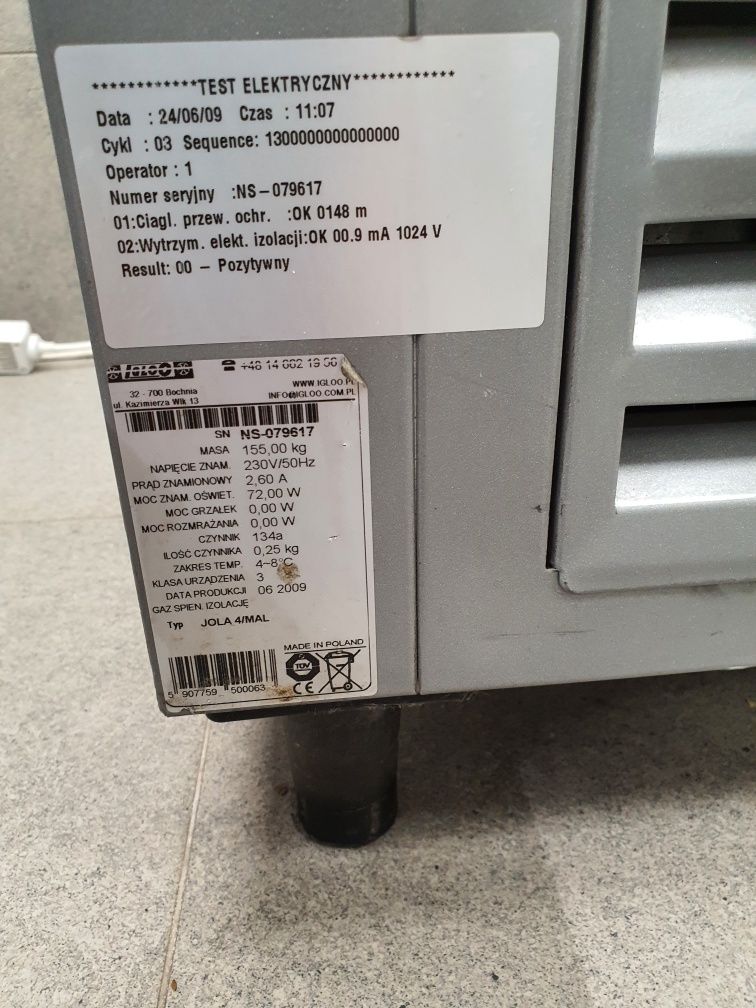 ************TEST ELEKTRYCZNY************
Data : 24/06/09 Czas : 11:07
Cykl : 03 Sequence: 1300000000000000
Operator : 1
Numer seryjny :NS-079617
01:Ciagl. przew. ochr. :OK 0148 m
02:Wytrzym. elekt. izolacji:OK 00.9 mA 1024 V
Result: 00 - Pozytywny
IGLOO
☎ +48 14 662 19 56
32 - 700 Bochnia
ul. Kazimierza Wlk 13
WWW.IGLOO.PL
INFO@IGLOO.COM.PL
SN NS-079617
MASA 155,00 kg
NAPIĘCIE ZNAM. 230V/50Hz
PRĄD ZNAMIONOWY 2,60 A
MOC ZNAM. OŚWIET. 72,00 W
MOC GRZAŁEK 0,00 W
MOC ROZMRAŻANIA 0,00 W
CZYNNIK 134a
ILOŚĆ CZYNNIKA 0,25 kg
ZAKRES TEMP. 4~8°C
KLASA URZĄDZENIA 3
DATA PRODUKCJI 06 2009
GAZ SPIEN. IZOLACJĘ
Typ JOLA 4/MAL
MADE IN POLAND
TÜV
CE
5 907759 500063